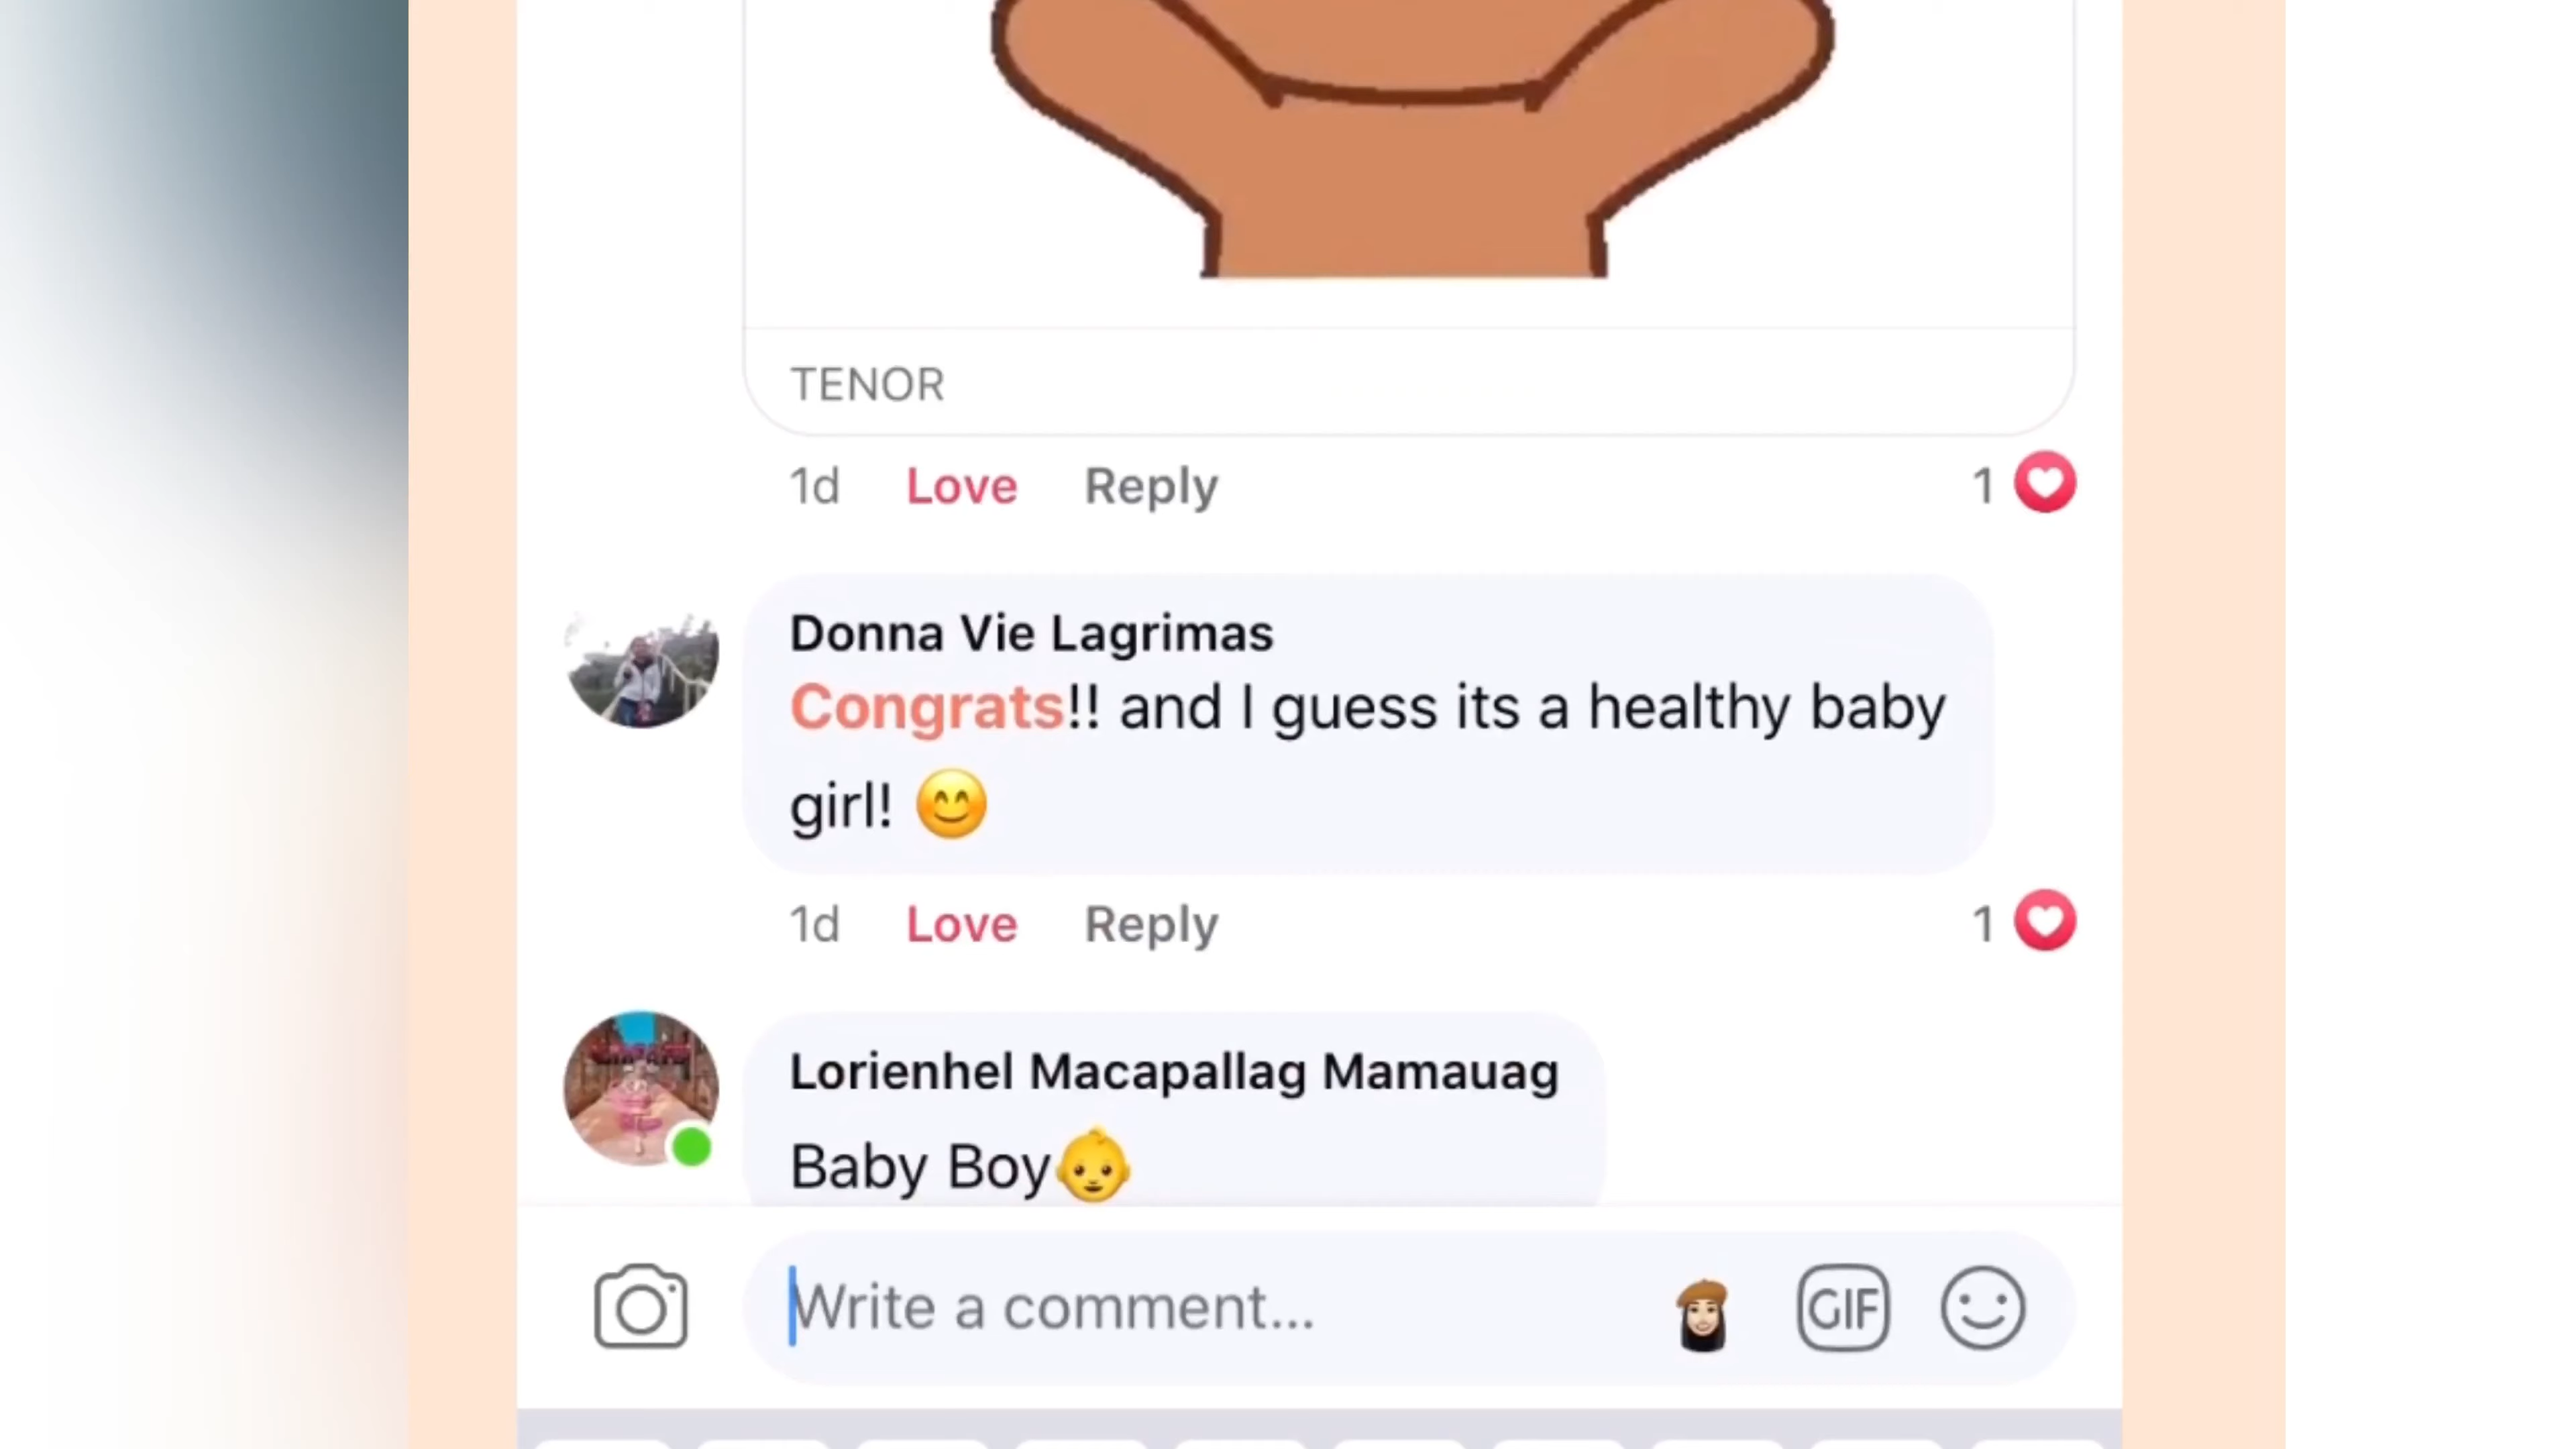 TENOR
1d Love Reply 1
Donna Vie Lagrimas
Congrats!! and I guess its a healthy baby
girl! 😊
1d Love Reply 1
Lorienhel Macapallag Mamauag
Baby Boy👶
Write a comment...
GIF